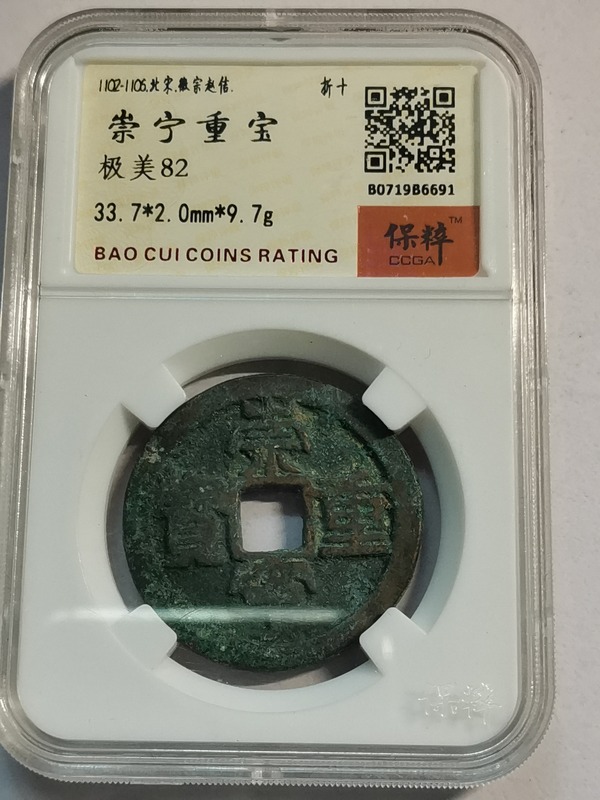 1102-1106.北宋.徽宗赵佶. 折十
崇宁重宝
极美82
33.7*2.0mm*9.7g
BAO CUI COINS RATING
B0719B6691
保粹 TM
CCGA
崇
寳 重
寧